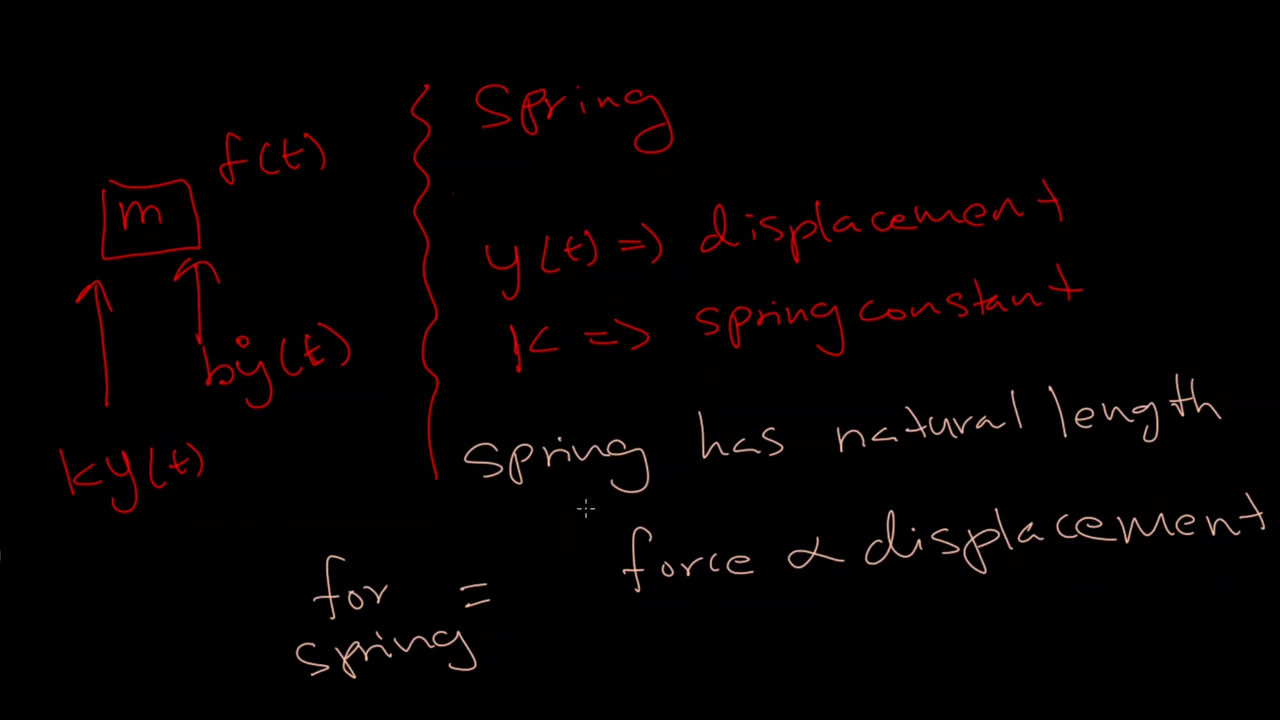 f(t)
m
bẏ(t)
ky(t)
Spring
y(t) => displacement
k => spring constant
spring has natural length
force ∝ displacement
for =
spring